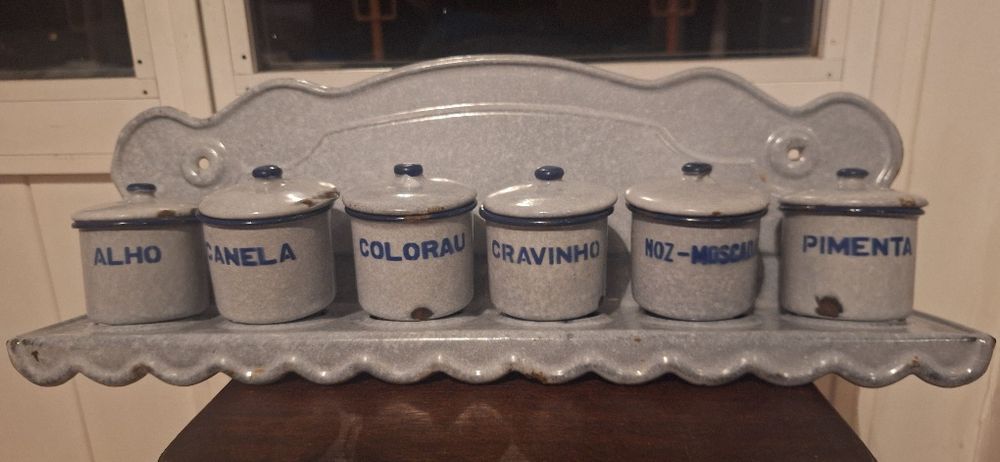 ALHO
CANELA
COLORAU
CRAVINHO
NOZ-MOSCADA
PIMENTA